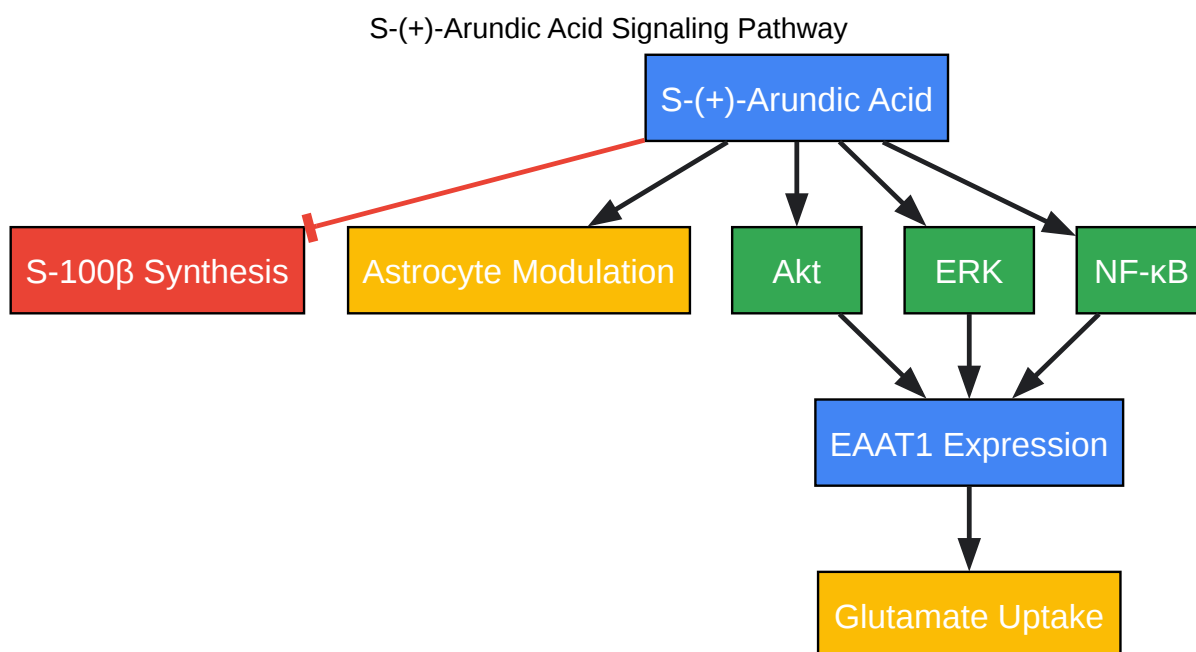 S-(+)-Arundic Acid Signaling Pathway
S-(+)-Arundic Acid
S-100β Synthesis
Astrocyte Modulation
Akt
ERK
NF-κB
EAAT1 Expression
Glutamate Uptake